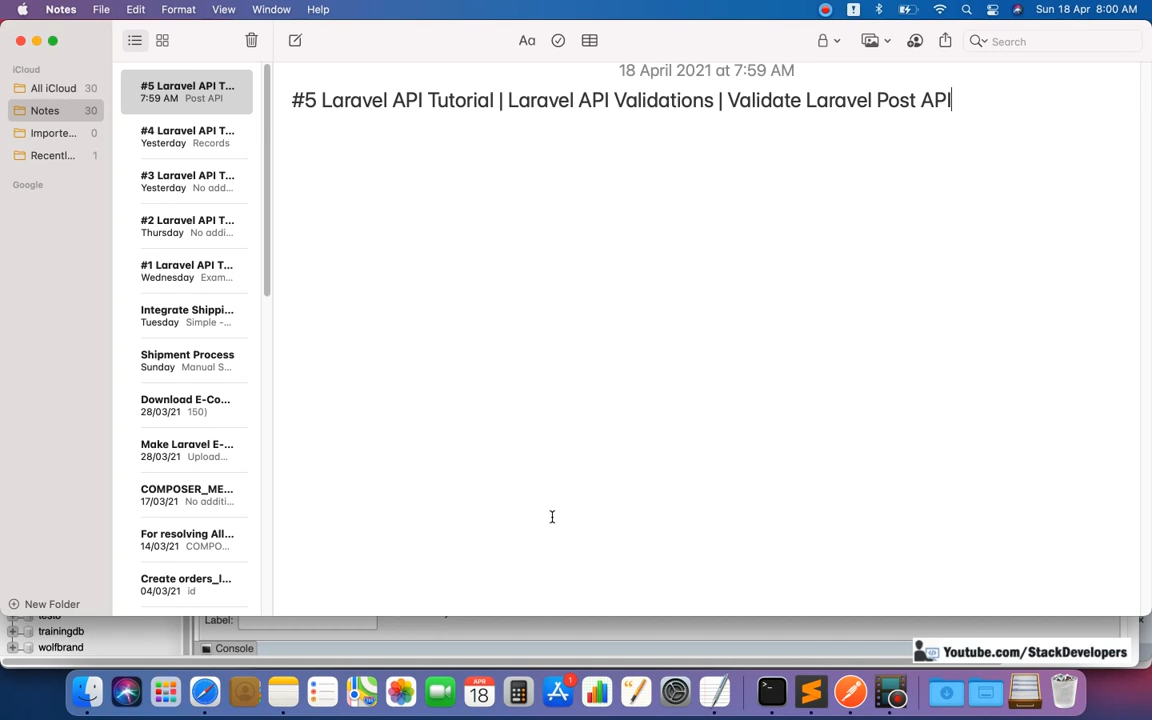 Notes File Edit Format View Window Help
Sun 18 Apr 8:00 AM
Aa
Search
iCloud
All iCloud 30
Notes 30
Importe... 0
Recentl... 1
Google
New Folder
#5 Laravel API T...
7:59 AM Post API
#4 Laravel API T...
Yesterday Records
#3 Laravel API T...
Yesterday No add...
#2 Laravel API T...
Thursday No addi...
#1 Laravel API T...
Wednesday Exam...
Integrate Shippi...
Tuesday Simple -...
Shipment Process
Sunday Manual S...
Download E-Co...
28/03/21 150)
Make Laravel E-...
28/03/21 Upload...
COMPOSER_ME...
17/03/21 No additi...
For resolving All...
14/03/21 COMPO...
Create orders_l...
04/03/21 id
18 April 2021 at 7:59 AM
#5 Laravel API Tutorial | Laravel API Validations | Validate Laravel Post API
trainingdb
wolfbrand
Label:
Console
Youtube.com/StackDevelopers
APR
18
1